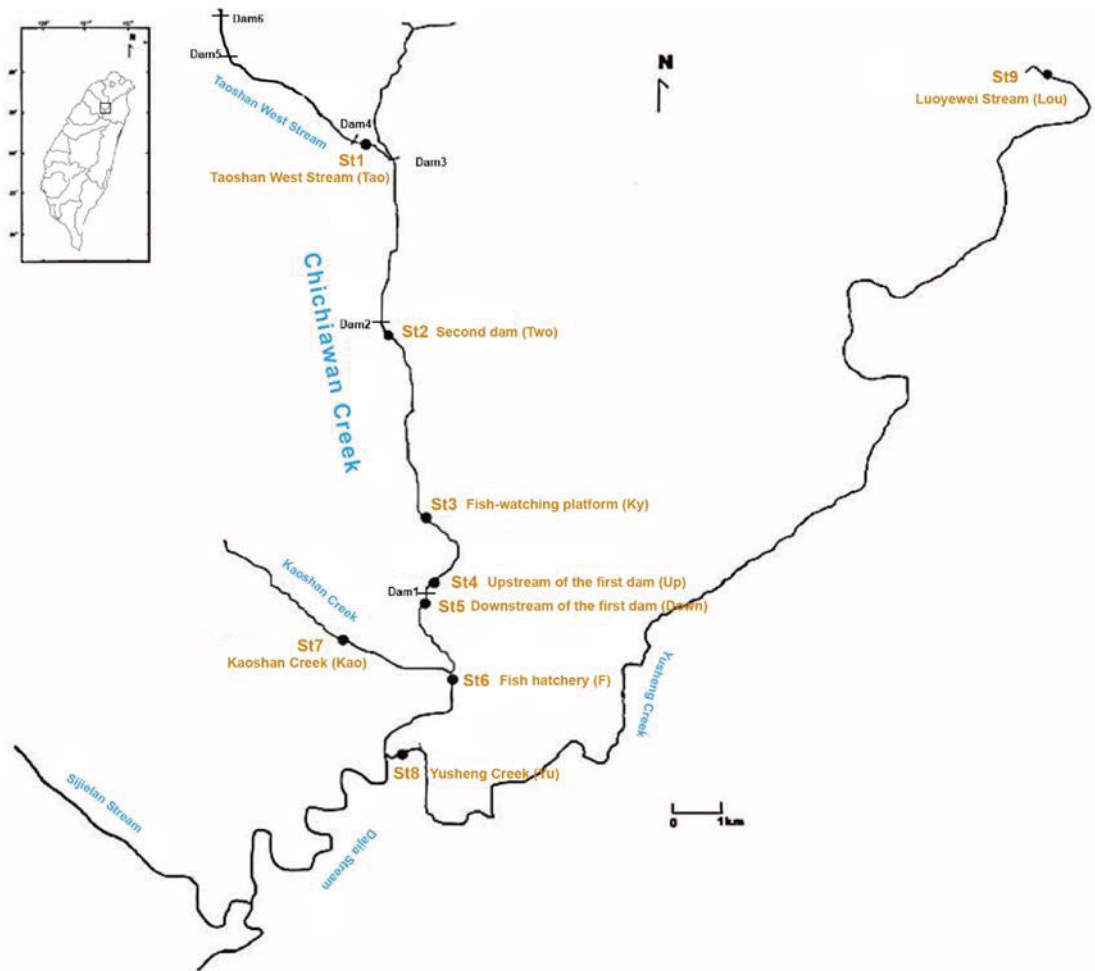 Dam6
Dam5
Taoshan West Stream
Dam4
St1
Dam3
Taoshan West Stream (Tao)
N
St9
Luoyewei Stream (Lou)
Chichiawan Creek
Dam2
St2 Second dam (Two)
St3 Fish-watching platform (Ky)
St4 Upstream of the first dam (Up)
Dam1
St5 Downstream of the first dam (Down)
Kaoshan Creek
St7
Kaoshan Creek (Kao)
St6 Fish hatchery (F)
Yusheng Creek
St8 Yusheng Creek (Yu)
Sijielan Stream
Dajia Stream
0 1km